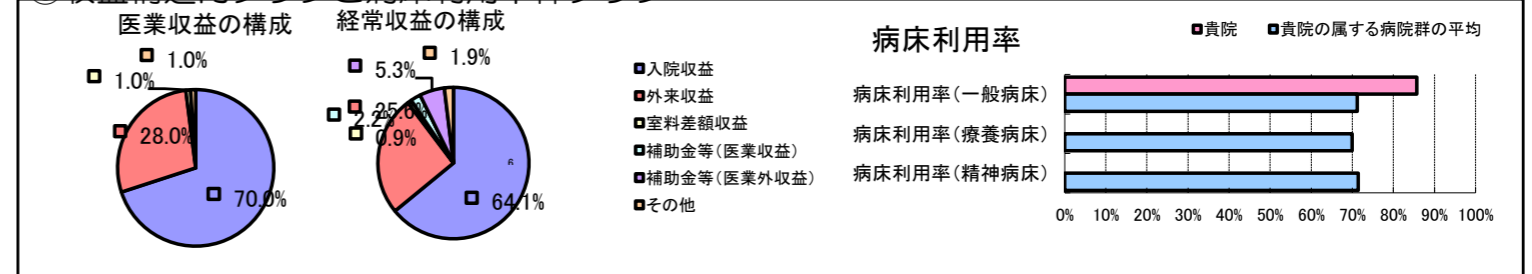 医業収益の構成
1.0%
1.0%
28.0%
70.0%
経常収益の構成
1.9%
5.3%
25.6%
2.2%
0.9%
64.1%
入院収益
外来収益
室料差額収益
補助金等(医業収益)
補助金等(医業外収益)
その他
病床利用率
貴院 貴院の属する病院群の平均
病床利用率(一般病床)
病床利用率(療養病床)
病床利用率(精神病床)
0% 10% 20% 30% 40% 50% 60% 70% 80% 90% 100%